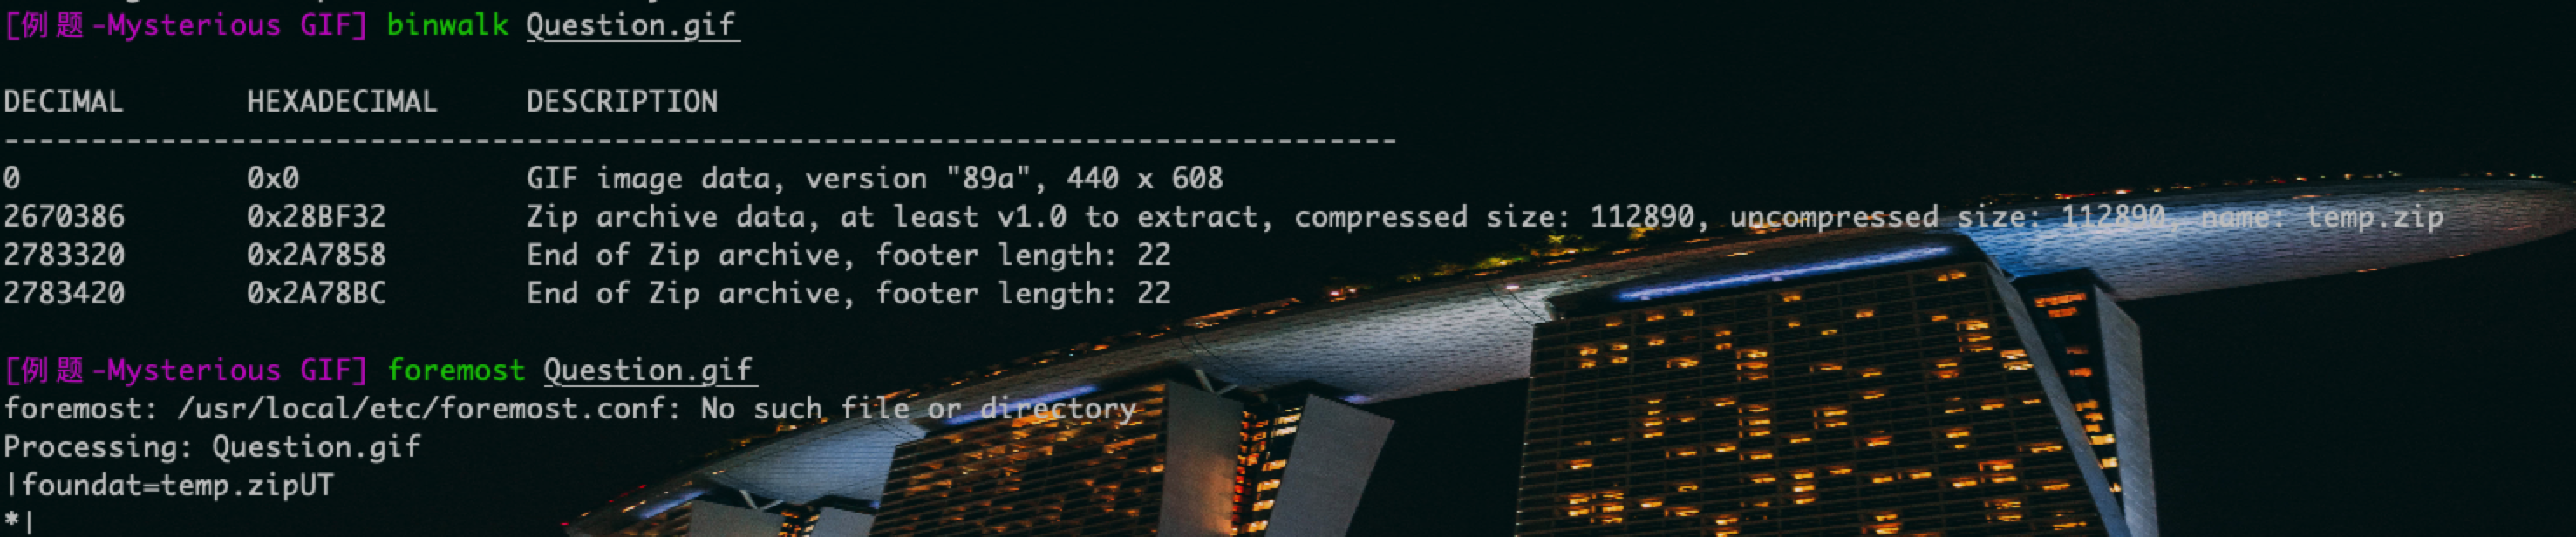 [例题-Mysterious GIF] binwalk Question.gif
DECIMAL       HEXADECIMAL     DESCRIPTION
--------------------------------------------------------------------------------
0             0x0             GIF image data, version "89a", 440 x 608
2670386       0x28BF32        Zip archive data, at least v1.0 to extract, compressed size: 112890, uncompressed size: 112890, name: temp.zip
2783320       0x2A7858        End of Zip archive, footer length: 22
2783420       0x2A78BC        End of Zip archive, footer length: 22
[例题-Mysterious GIF] foremost Question.gif
foremost: /usr/local/etc/foremost.conf: No such file or directory
Processing: Question.gif
|foundat=temp.zipUT
*|